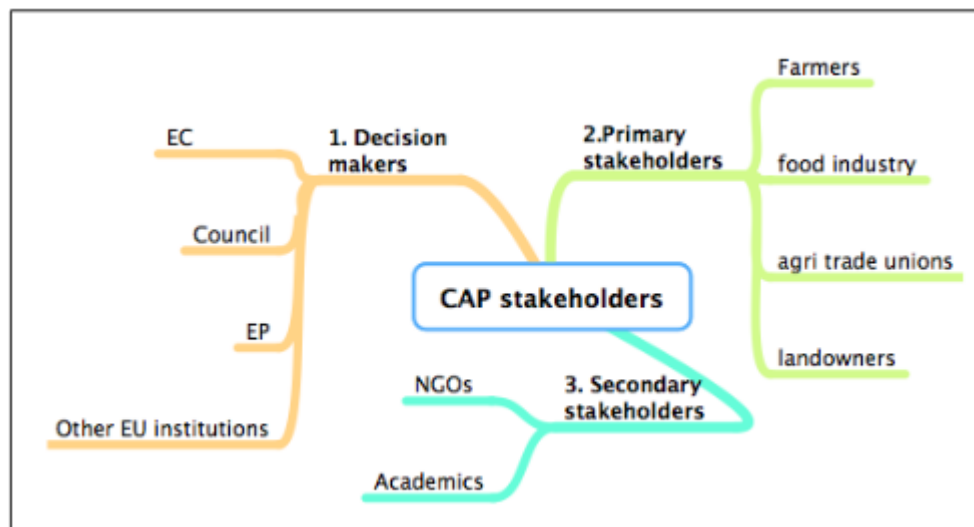 CAP stakeholders
1. Decision
makers
EC
Council
EP
Other EU institutions
2.Primary
stakeholders
Farmers
food industry
agri trade unions
landowners
3. Secondary
stakeholders
NGOs
Academics